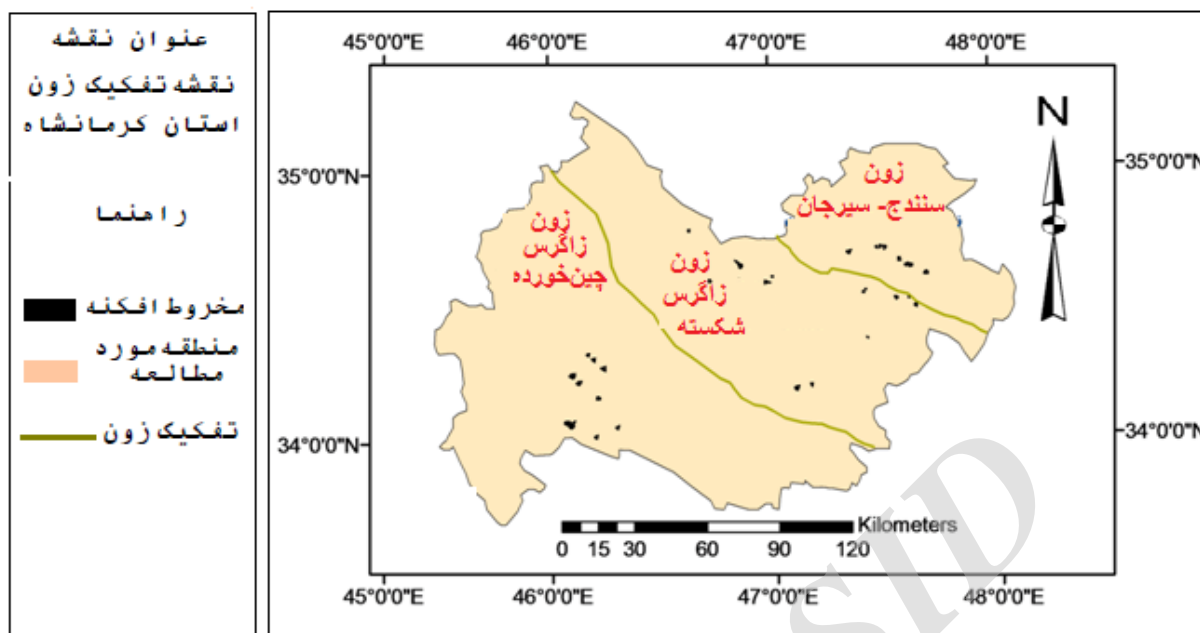 عنوان نقشه
نقشه تفکیک زون
استان کرمانشاه
راهنما
مخروط افکنه
منطقه مورد
مطالعه
تفکیک زون
45°0'0"E 46°0'0"E 47°0'0"E 48°0'0"E
N
35°0'0"N
35°0'0"N
زون
سنندج- سیرجان
زون
زاگرس
چین‌خورده
زون
زاگرس
شکسته
34°0'0"N
34°0'0"N
Kilometers
0 15 30 60 90 120
45°0'0"E 46°0'0"E 47°0'0"E 48°0'0"E
SID